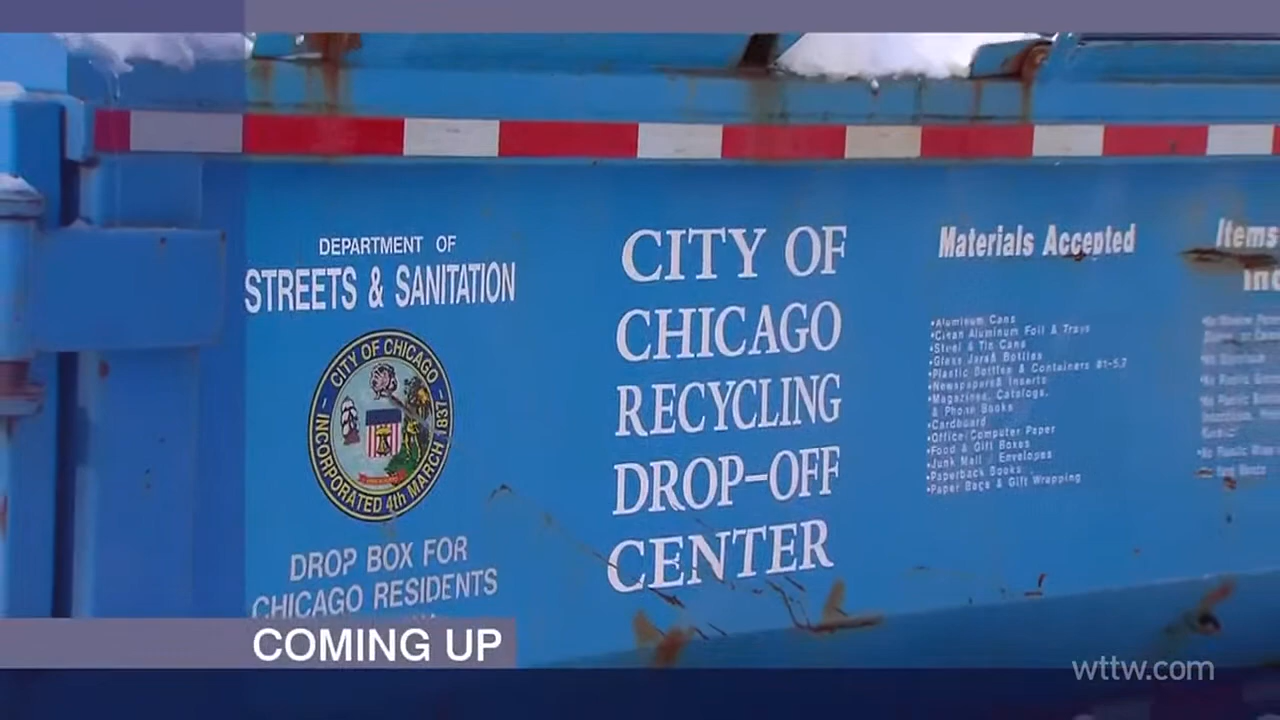 DEPARTMENT OF
STREETS & SANITATION
CITY OF CHICAGO
INCORPORATED 4th MARCH 1837
DROP BOX FOR
CHICAGO RESIDENTS
CITY OF
CHICAGO
RECYCLING
DROP-OFF
CENTER
Materials Accepted
•Aluminum Cans
•Clean Aluminum Foil & Trays
•Steel & Tin Cans
•Glass Jars& Bottles
•Plastic Bottles & Containers #1-5,7
•Newspapers& Inserts
•Magazines, Catalogs,
& Phone Books
•Cardboard
•Office Computer Paper
•Food & Gift Boxes
•Junk Mail Envelopes
•Paperback Books
•Paper Bags & Gift Wrapping
Items
COMING UP
wttw.com